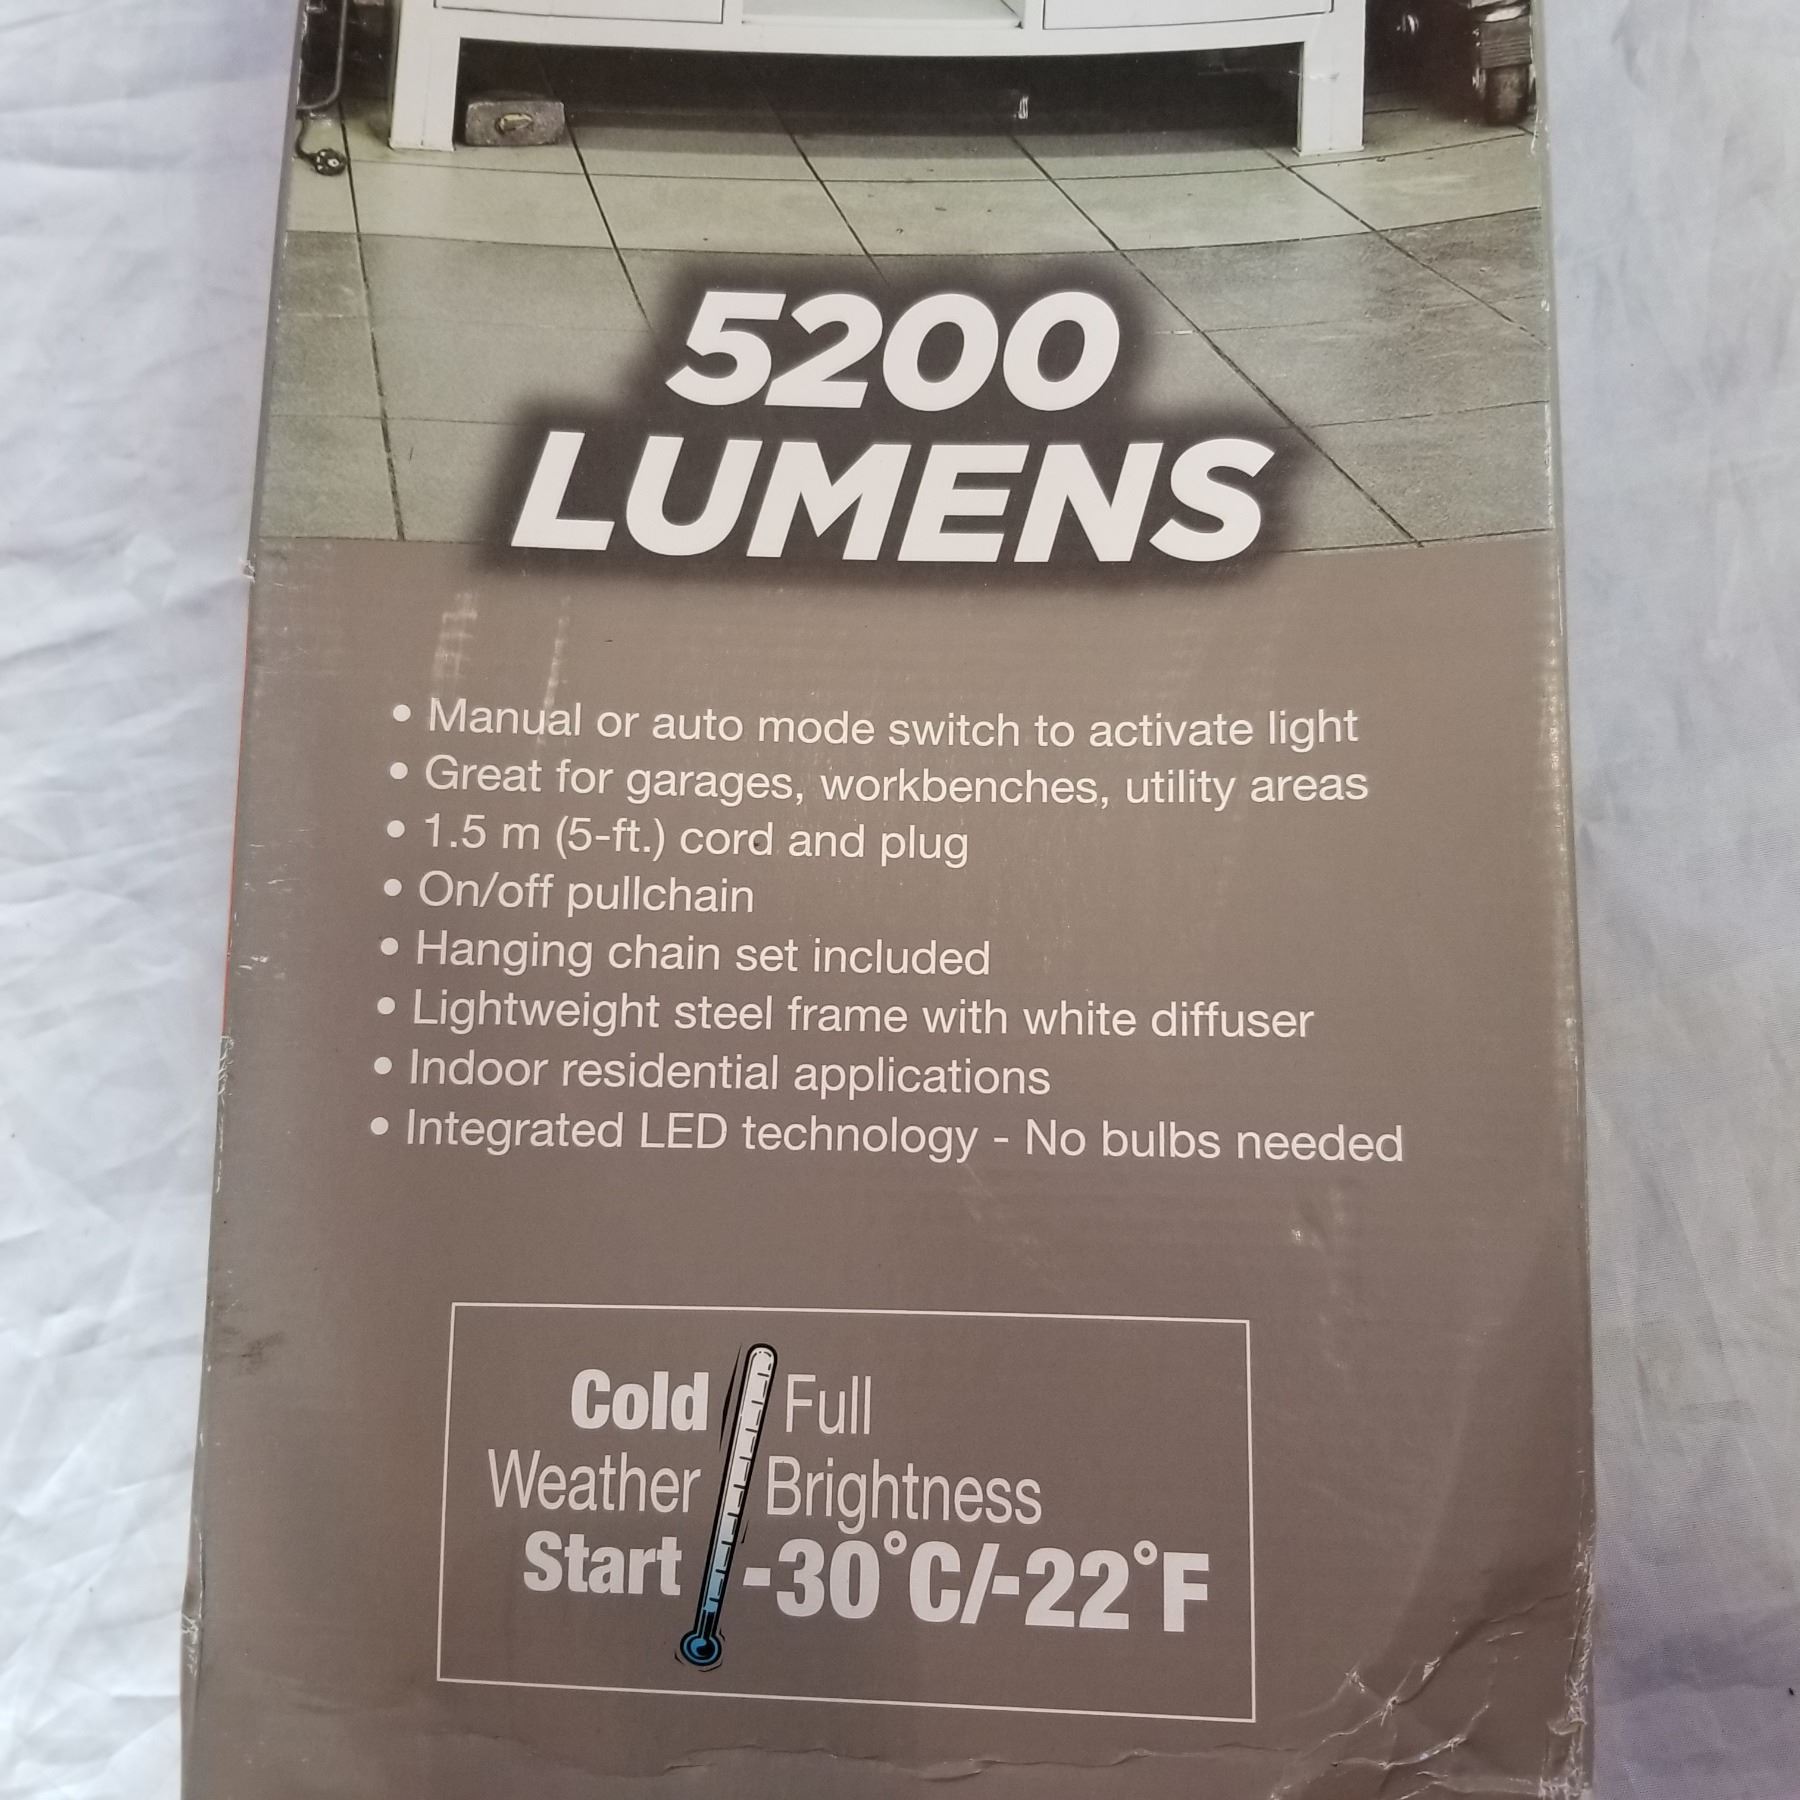 5200
LUMENS
• Manual or auto mode switch to activate light
• Great for garages, workbenches, utility areas
• 1.5 m (5-ft.) cord and plug
• On/off pullchain
• Hanging chain set included
• Lightweight steel frame with white diffuser
• Indoor residential applications
• Integrated LED technology - No bulbs needed
Cold
Weather
Start
Full
Brightness
-30°C/-22°F